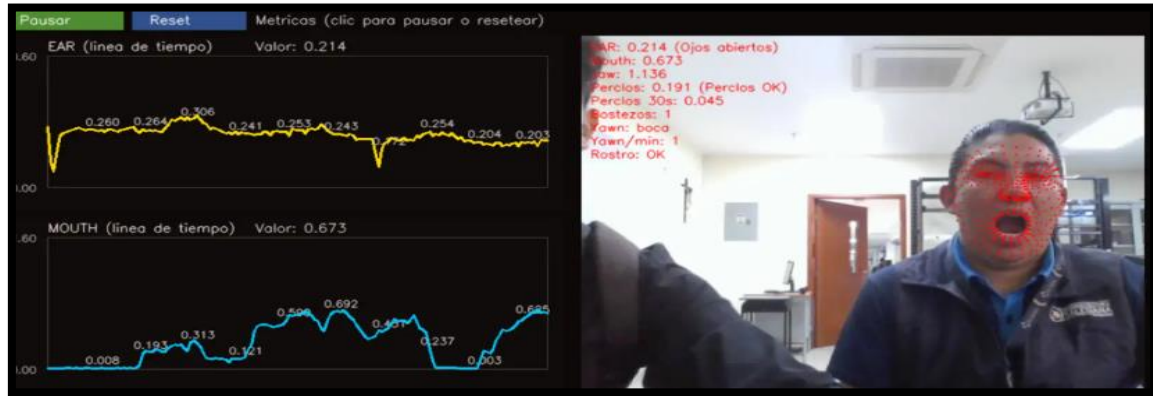 Pausar
Reset
Metricas (clic para pausar o resetear)
EAR (linea de tiempo) Valor: 0.214
.60
0.260 0.264 0.306 0.241 0.253 0.243 0.254 0.204 0.203
.00
MOUTH (linea de tiempo) Valor: 0.673
.60
0.008 0.193 0.313 0.121 0.692 0.237
.00
EAR: 0.214 (Ojos abiertos)
Mouth: 0.673
Jaw: 1.136
Perclos: 0.191 (Perclos OK)
Perclos 30s: 0.045
Bostezos: 1
Yawn: boca
Yawn/min: 1
Rostro: OK